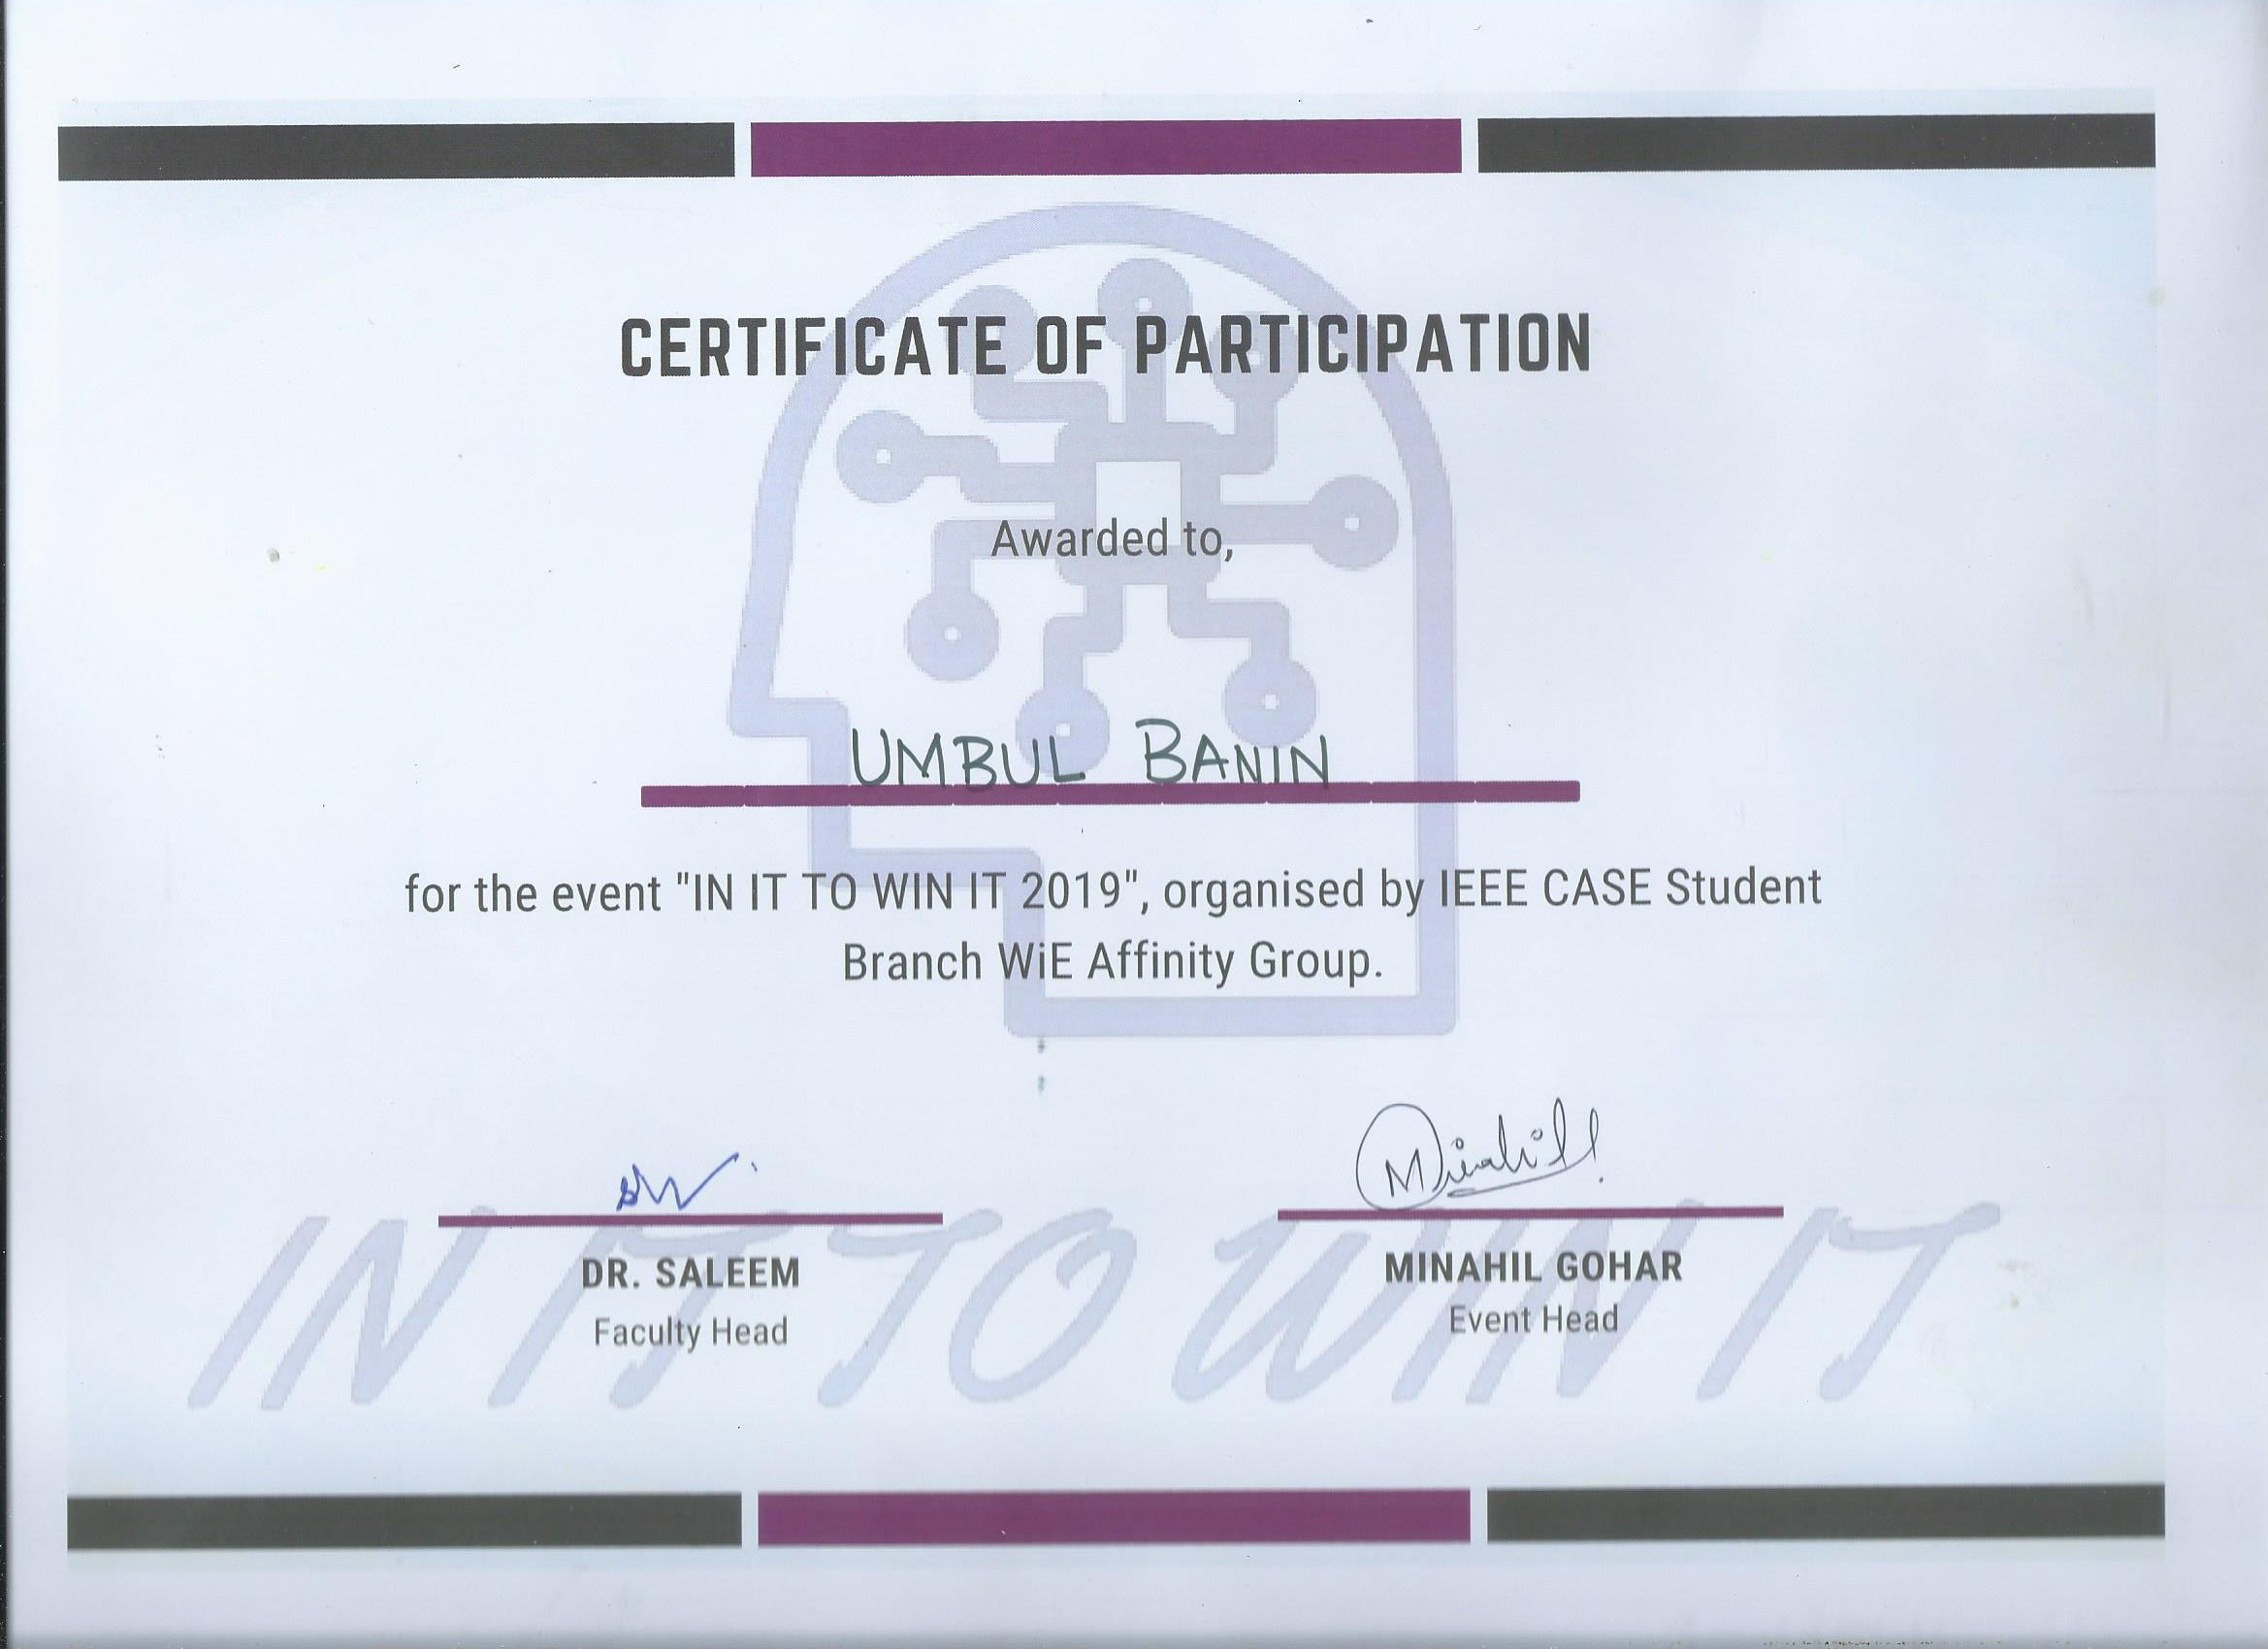 CERTIFICATE OF PARTICIPATION
Awarded to,
UMBUL BANIN
for the event "IN IT TO WIN IT 2019", organised by IEEE CASE Student
Branch WiE Affinity Group.
Minahil
DR. SALEEM
Faculty Head
MINAHIL GOHAR
Event Head
IN IT TO WIN IT